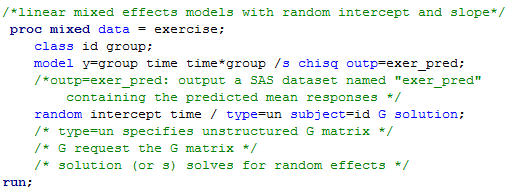 /*linear mixed effects models with random intercept and slope*/
proc mixed data = exercise;
class id group;
model y=group time time*group /s chisq outp=exer_pred;
/*outp=exer_pred: output a SAS dataset named "exer_pred"
containing the predicted mean responses */
random intercept time / type=un subject=id G solution;
/* type=un specifies unstructured G matrix */
/* G request the G matrix */
/* solution (or s) solves for random effects */
run;